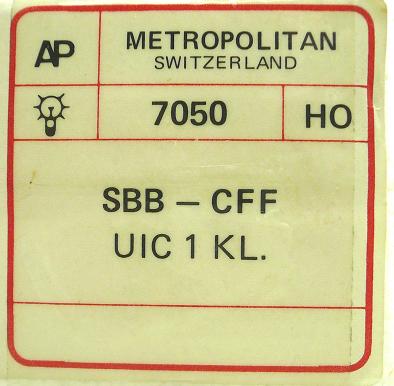 AP
METROPOLITAN
SWITZERLAND
7050
HO
SBB – CFF
UIC 1 KL.